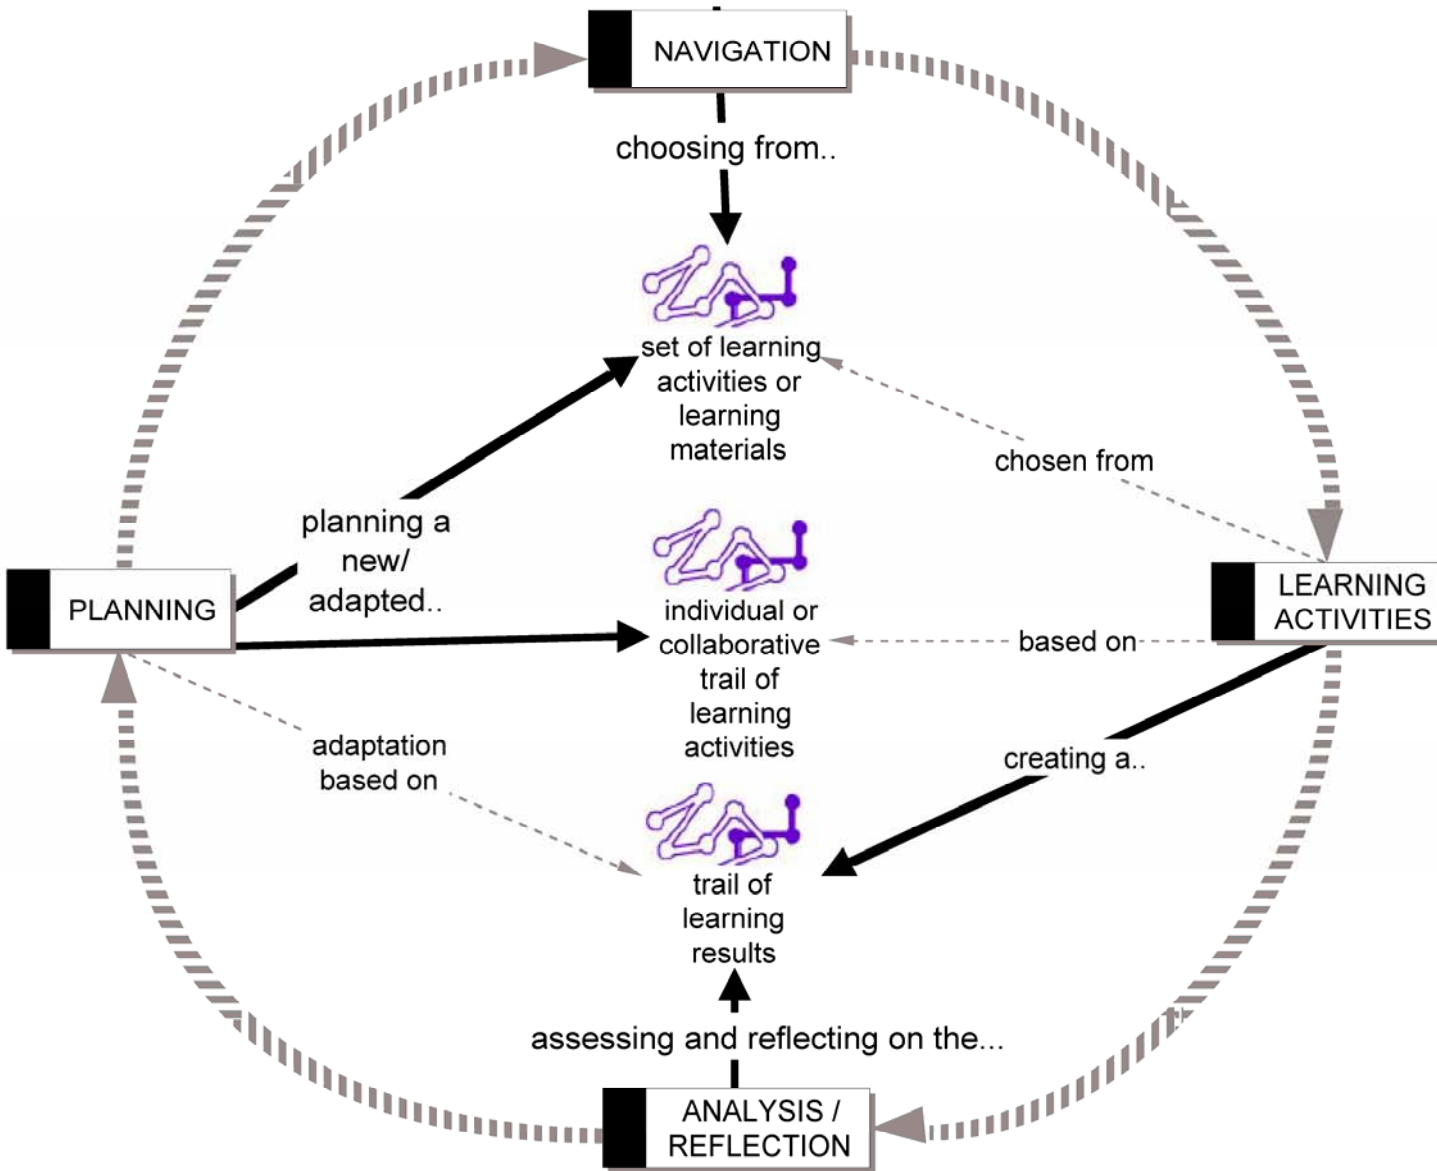 NAVIGATION
choosing from..
set of learning
activities or
learning
materials
chosen from
planning a
new/
adapted..
PLANNING
individual or
collaborative
trail of
learning
activities
based on
LEARNING
ACTIVITIES
adaptation
based on
creating a..
trail of
learning
results
assessing and reflecting on the...
ANALYSIS /
REFLECTION